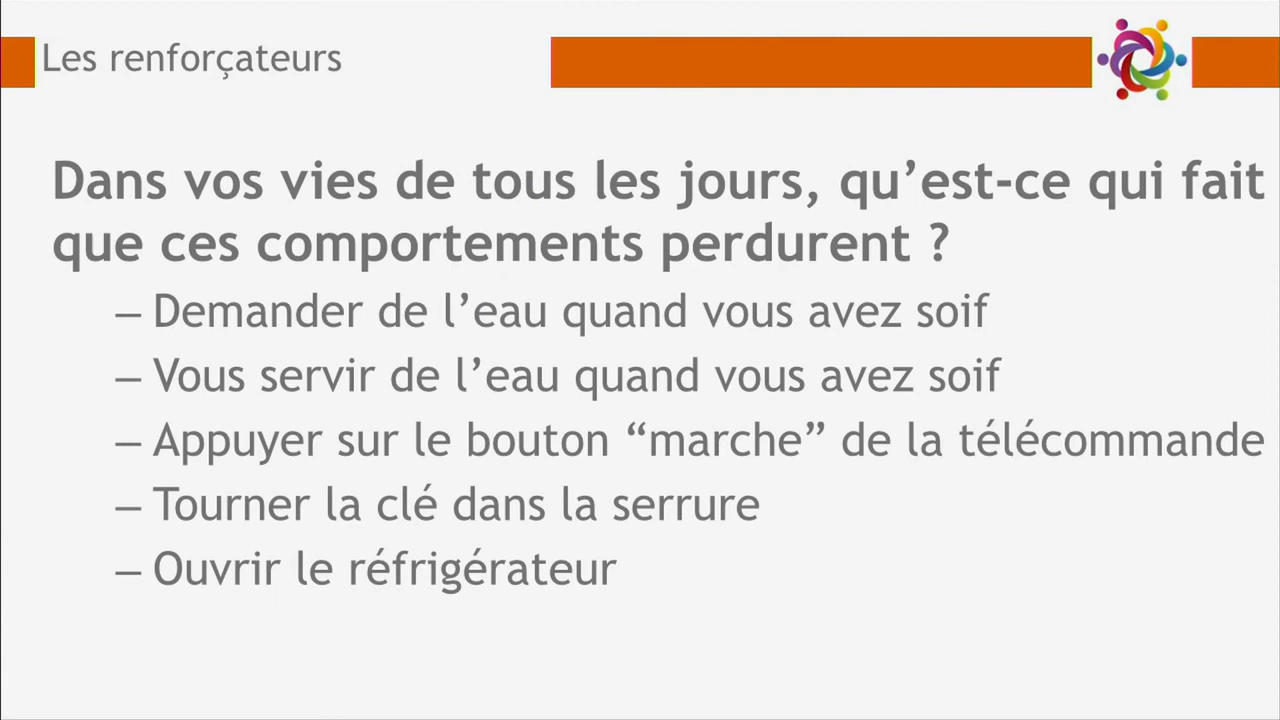 Les renforçateurs
Dans vos vies de tous les jours, qu’est-ce qui fait
que ces comportements perdurent ?
– Demander de l’eau quand vous avez soif
– Vous servir de l’eau quand vous avez soif
– Appuyer sur le bouton “marche” de la télécommande
– Tourner la clé dans la serrure
– Ouvrir le réfrigérateur